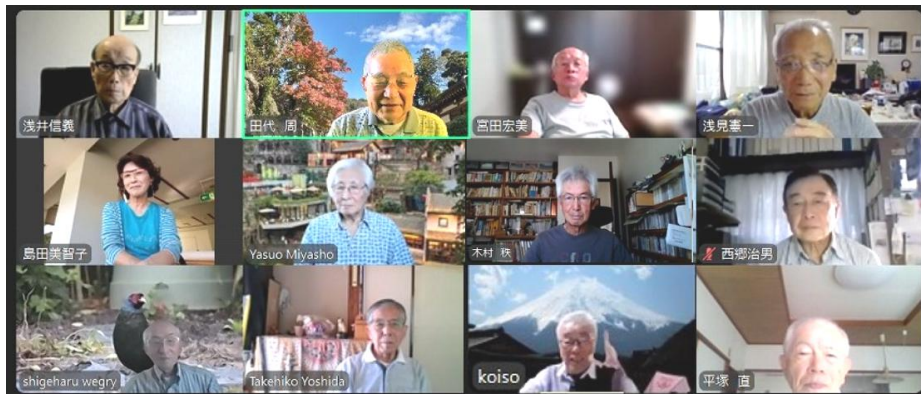 浅井信義
田代 周
宮田宏美
浅見憲一
島田美智子
Yasuo Miyasho
木村 秩
西郷治男
shigeharu wegry
Takehiko Yoshida
koiso
平塚 直